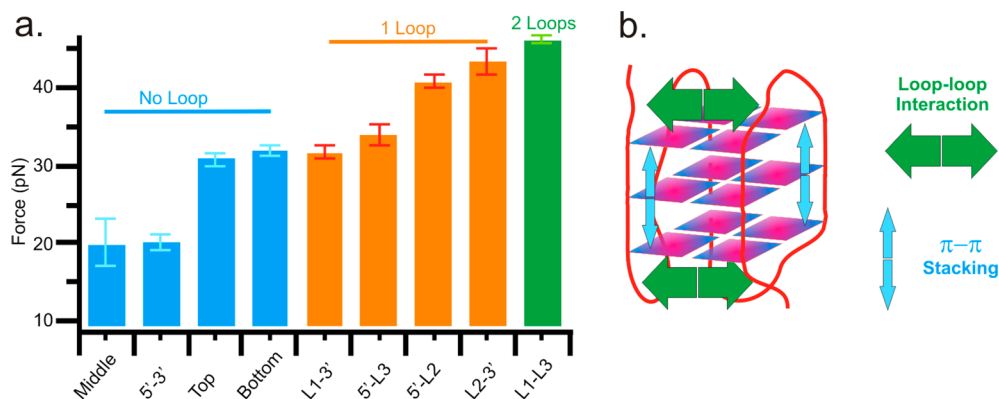 a.
Force (pN)
40
30
20
10
No Loop
1 Loop
2 Loops
Middle
5'-3'
Top
Bottom
L1-3'
5'-L3
5'-L2
L2-3'
L1-L3
b.
Loop-loop
Interaction
π–π
Stacking